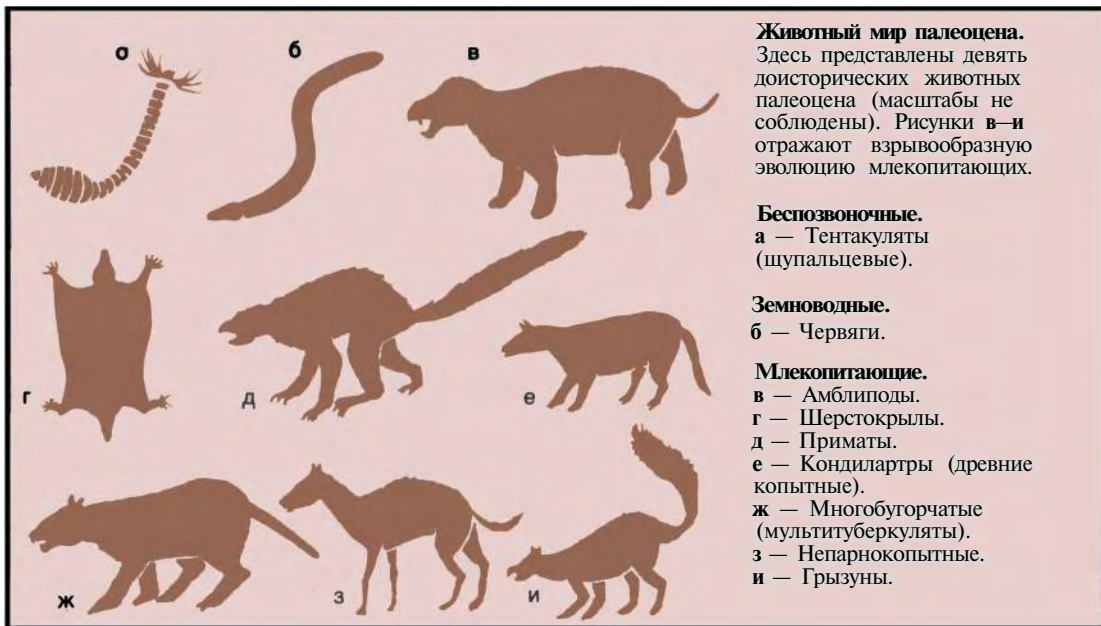 а
б
в
г
д
е
ж
з
и
Животный мир палеоцена.
Здесь представлены девять
доисторических животных
палеоцена (масштабы не
соблюдены). Рисунки в—и
отражают взрывообразную
эволюцию млекопитающих.
Беспозвоночные.
а — Тентакуляты
(щупальцевые).
Земноводные.
б — Червяги.
Млекопитающие.
в — Амблиподы.
г — Шерстокрылы.
д — Приматы.
е — Кондилартры (древние
копытные).
ж — Многобугорчатые
(мультитуберкуляты).
з — Непарнокопытные.
и — Грызуны.